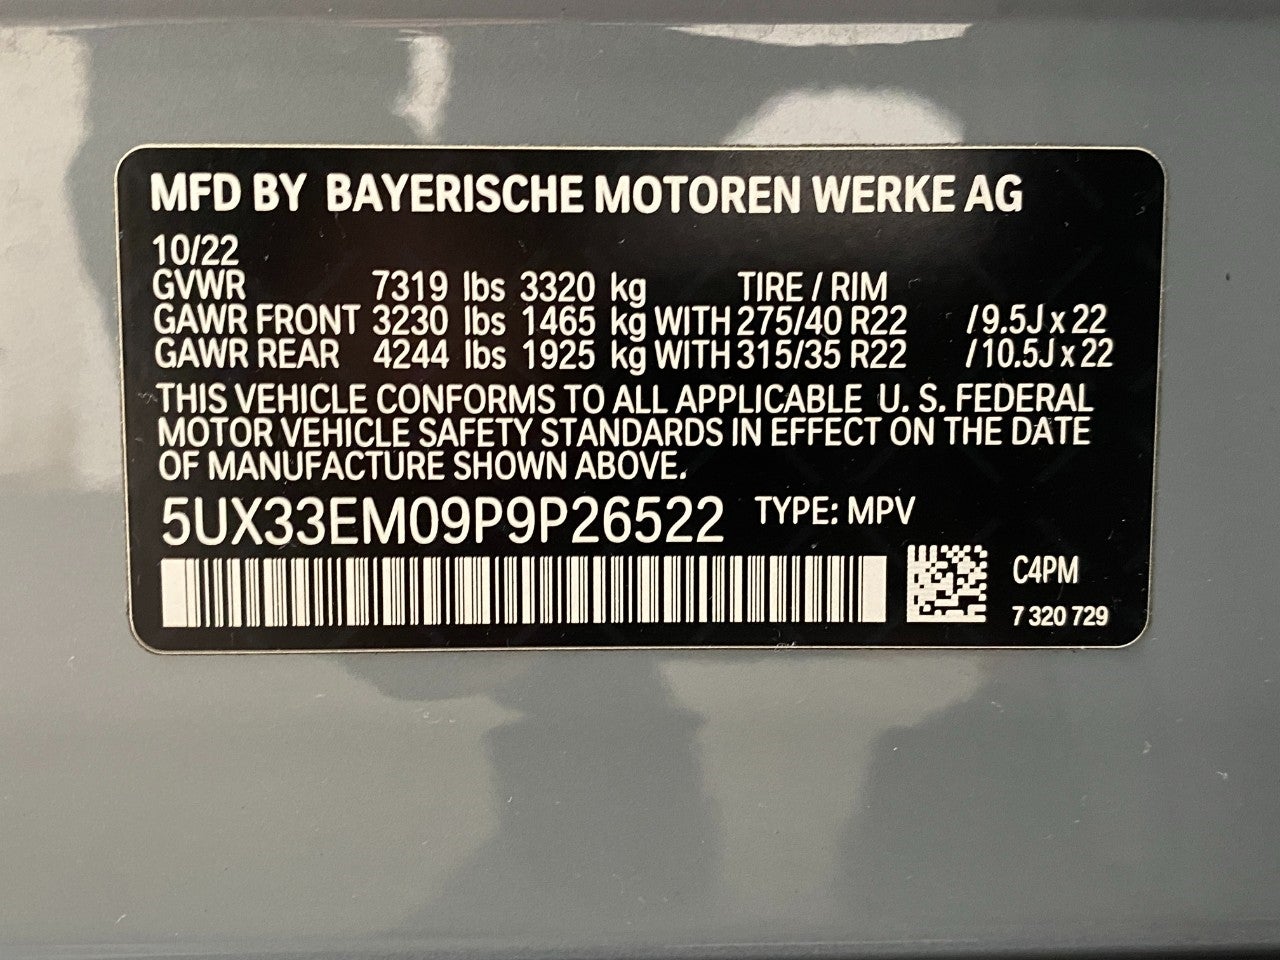 MFD BY BAYERISCHE MOTOREN WERKE AG
10/22
GVWR 7319 lbs 3320 kg TIRE / RIM
GAWR FRONT 3230 lbs 1465 kg WITH 275/40 R22 / 9.5J x 22
GAWR REAR 4244 lbs 1925 kg WITH 315/35 R22 / 10.5J x 22
THIS VEHICLE CONFORMS TO ALL APPLICABLE U. S. FEDERAL
MOTOR VEHICLE SAFETY STANDARDS IN EFFECT ON THE DATE
OF MANUFACTURE SHOWN ABOVE.
5UX33EM09P9P26522 TYPE: MPV
C4PM
7 320 729